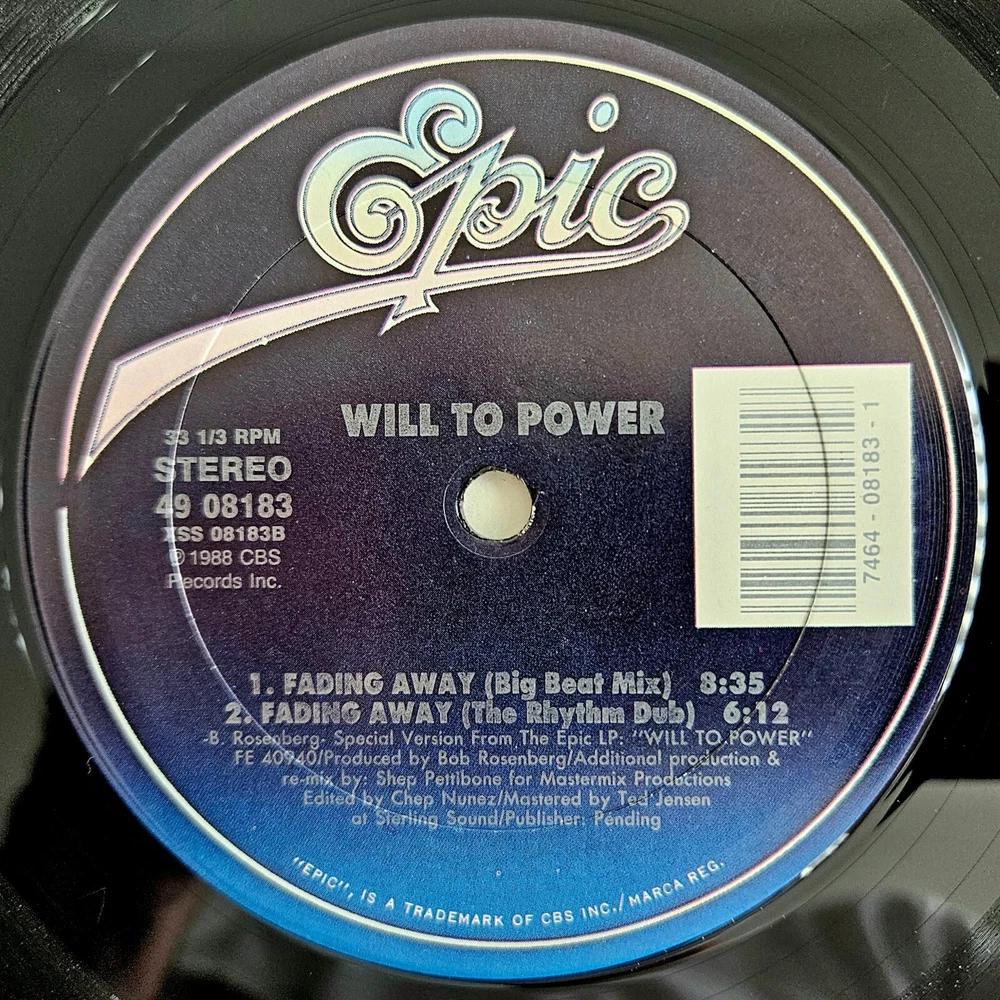 Epic
WILL TO POWER
33 1/3 RPM
STEREO
49 08183
XSS 08183B
℗ 1988 CBS
Records Inc.
7464 - 08183 - 1
1. FADING AWAY (Big Beat Mix) 8:35
2. FADING AWAY (The Rhythm Dub) 6:12
-B. Rosenberg- Special Version From The Epic LP: "WILL TO POWER"
FE 40940/Produced by Bob Rosenberg/Additional production &
re-mix by: Shep Pettibone for Mastermix Productions
Edited by Chep Nunez/Mastered by Ted Jensen
at Sterling Sound/Publisher: Pending
"EPIC", IS A TRADEMARK OF CBS INC./MARCA REG.